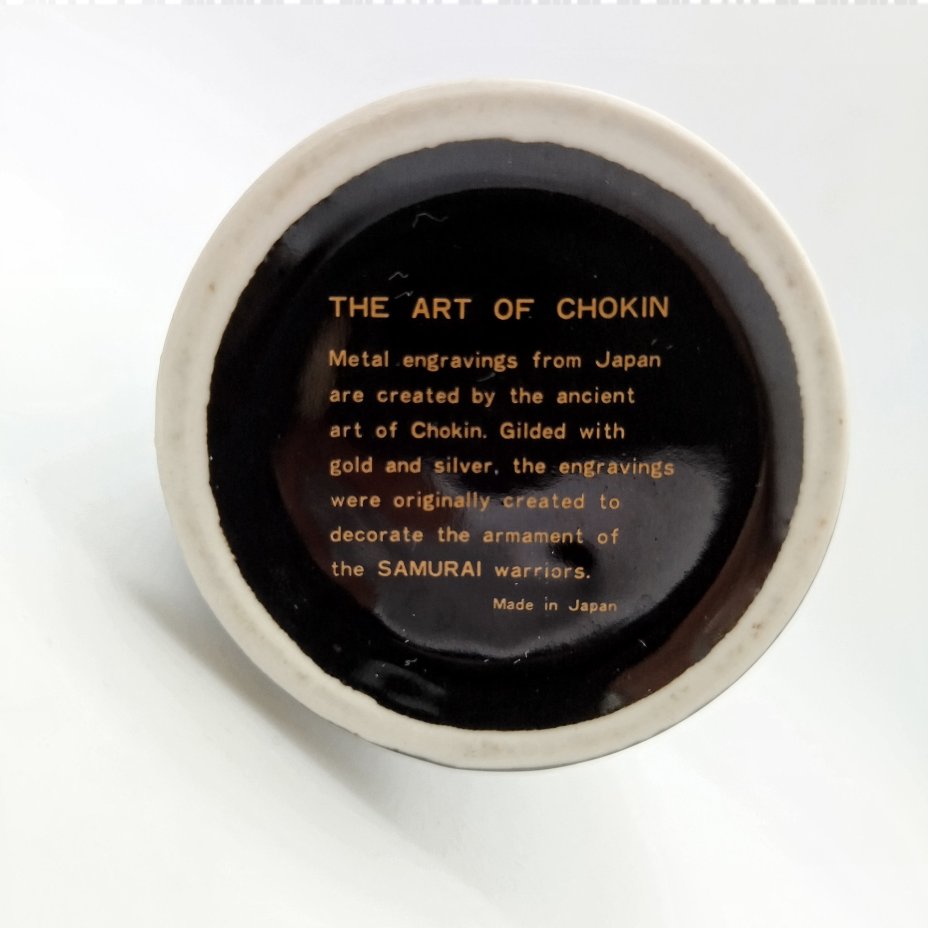 THE ART OF CHOKIN
Metal engravings from Japan
are created by the ancient
art of Chokin. Gilded with
gold and silver, the engravings
were originally created to
decorate the armament of
the SAMURAI warriors.
Made in Japan